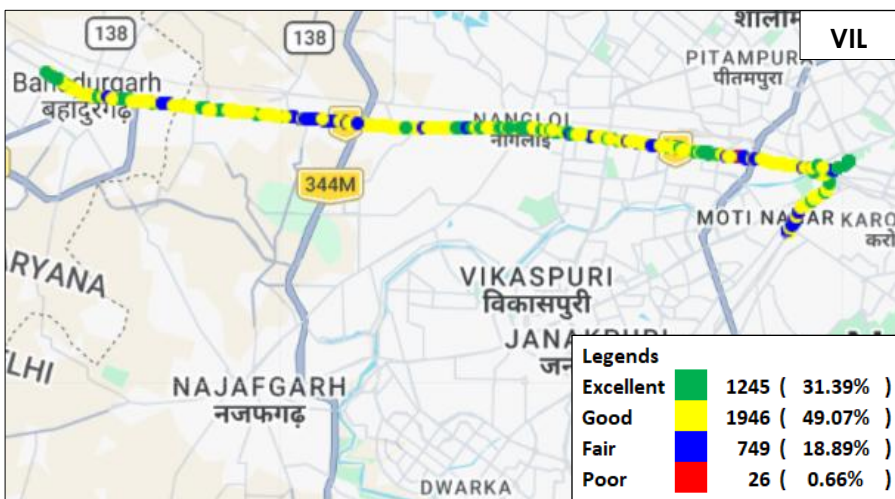 शालीम
VIL
138
138
PITAMPURA
पीतमपुरा
Bahadurgarh
बहादुरगढ़
NANGLOI
नांगलोई
344M
MOTI NAGAR
KARO
करो
ARYANA
VIKASPURI
विकासपुरी
JANAKPURI
जन
LHI
NAJAFGARH
नजफगढ़
DWARKA
Legends
Excellent 1245 ( 31.39% )
Good 1946 ( 49.07% )
Fair 749 ( 18.89% )
Poor 26 ( 0.66% )